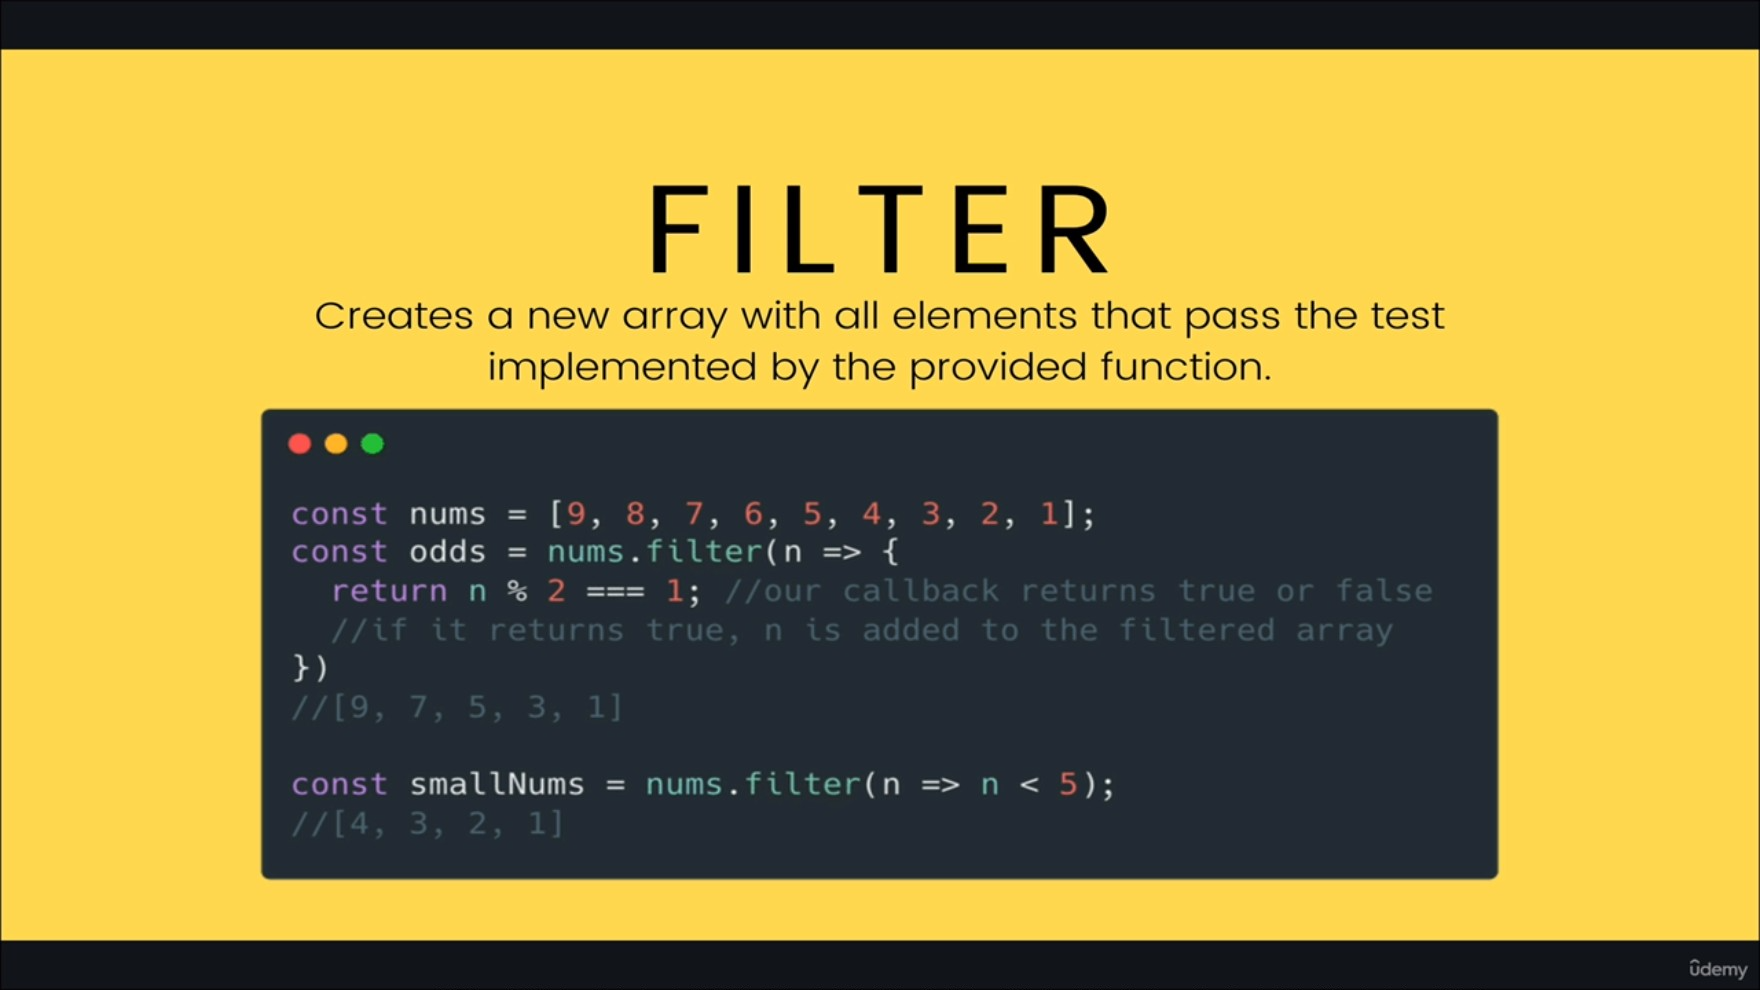 FILTER
Creates a new array with all elements that pass the test
implemented by the provided function.
const nums = [9, 8, 7, 6, 5, 4, 3, 2, 1];
const odds = nums.filter(n => {
  return n % 2 === 1; //our callback returns true or false
  //if it returns true, n is added to the filtered array
})
//[9, 7, 5, 3, 1]
const smallNums = nums.filter(n => n < 5);
//[4, 3, 2, 1]
ûdemy